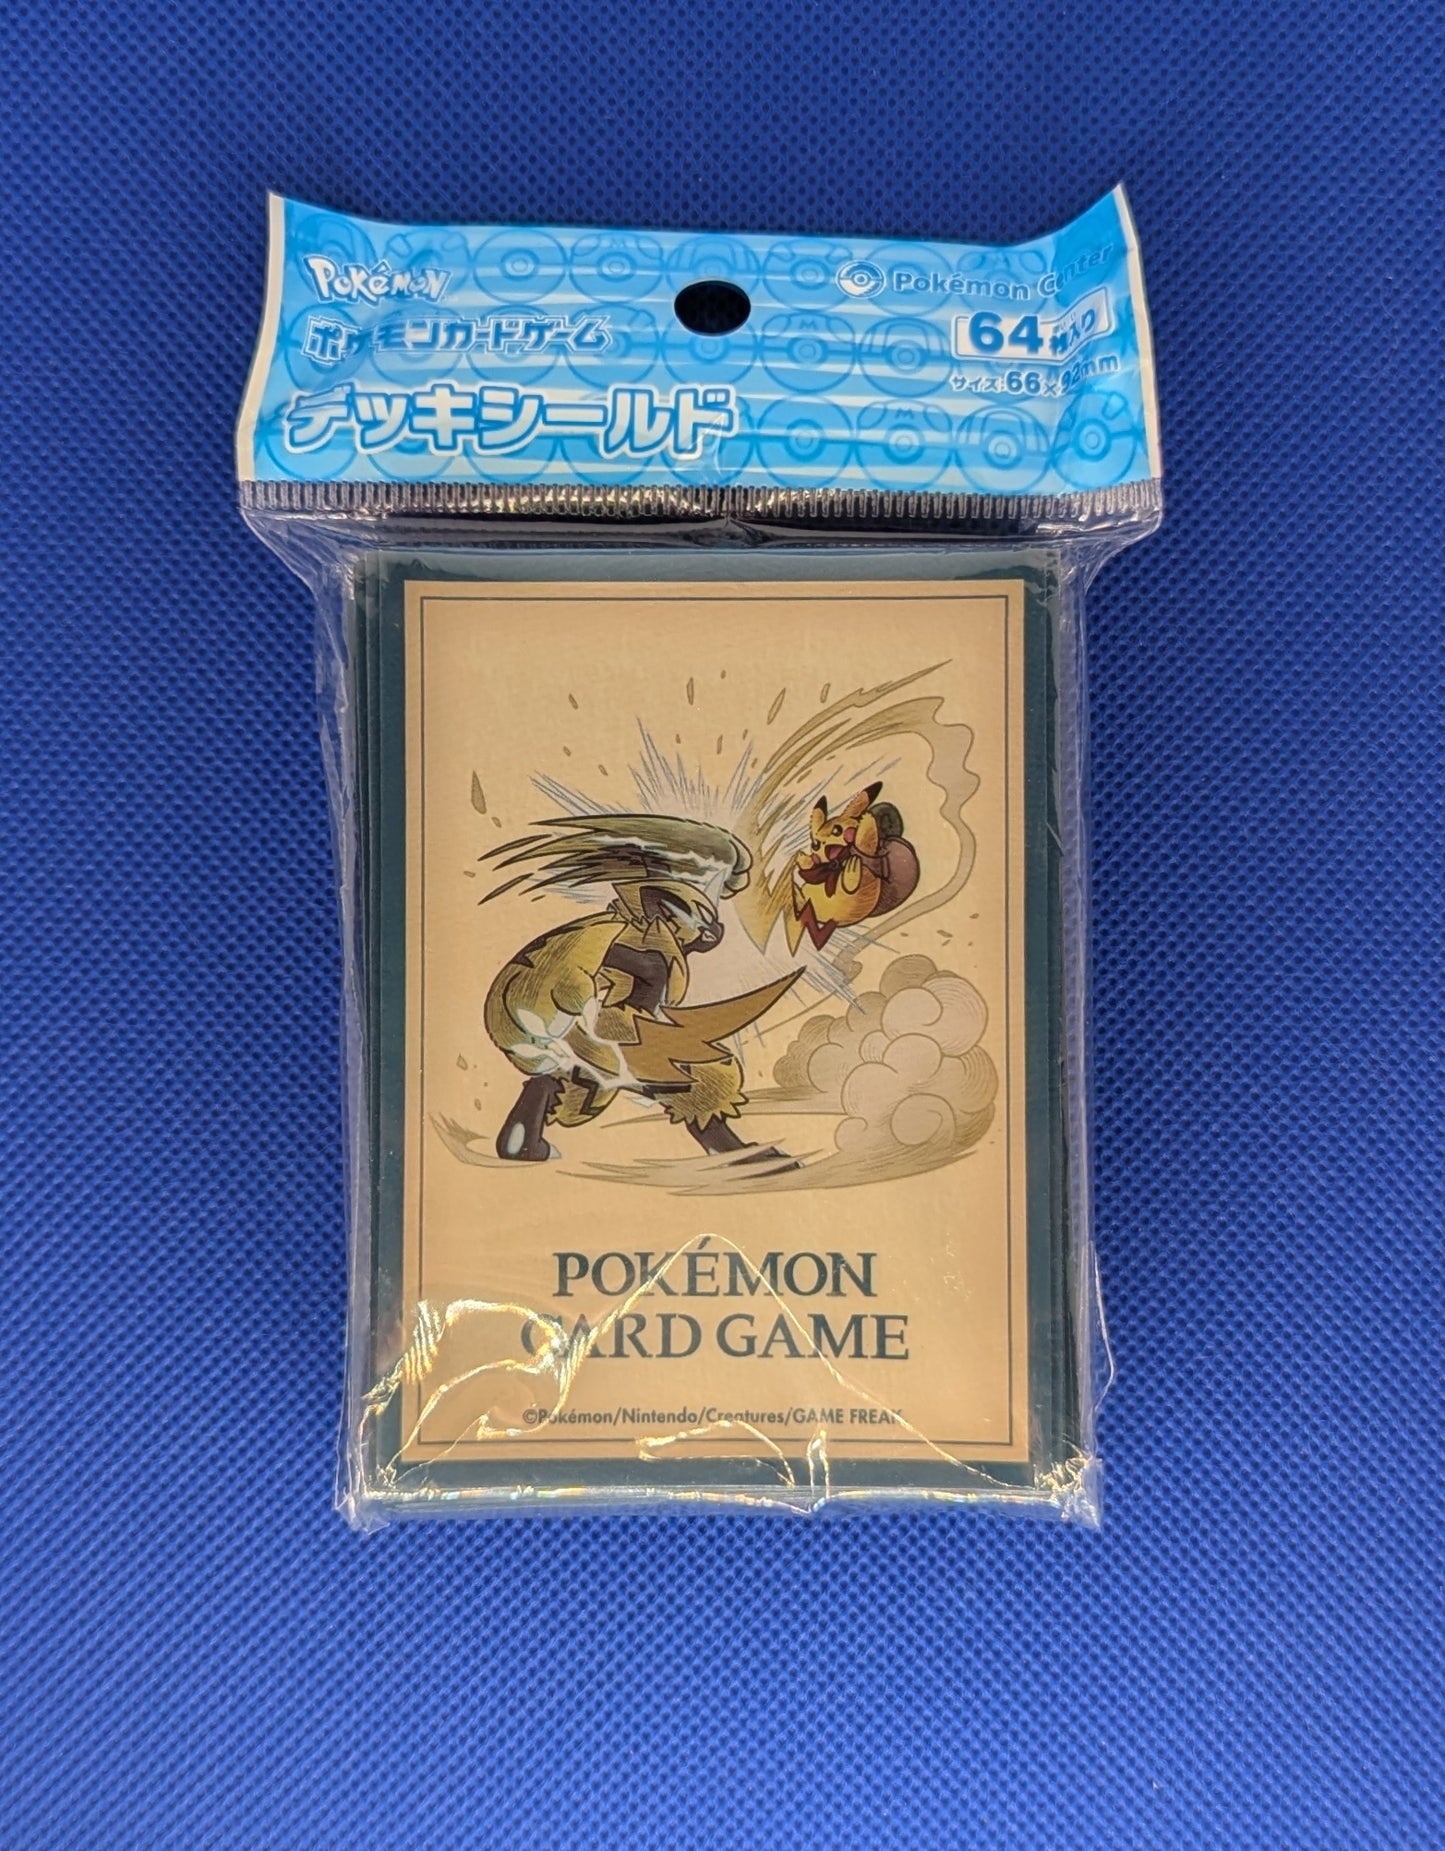 Pokémon
ポケモンカードゲーム
デッキシールド
Pokémon Center
64枚入り
サイズ:66×92mm
POKÉMON
CARD GAME
©Pokémon/Nintendo/Creatures/GAME FREAK